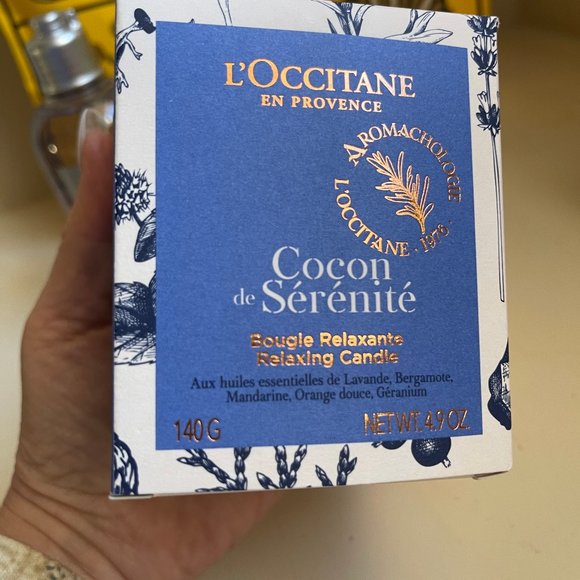 L'OCCITANE
EN PROVENCE
AROMACHOLOGIE
L'OCCITANE · 1976 ·
Cocon
de Sérénité
Bougie Relaxante
Relaxing Candle
Aux huiles essentielles de Lavande, Bergamote,
Mandarine, Orange douce, Géranium
140 G
NET WT. 4.9 OZ.